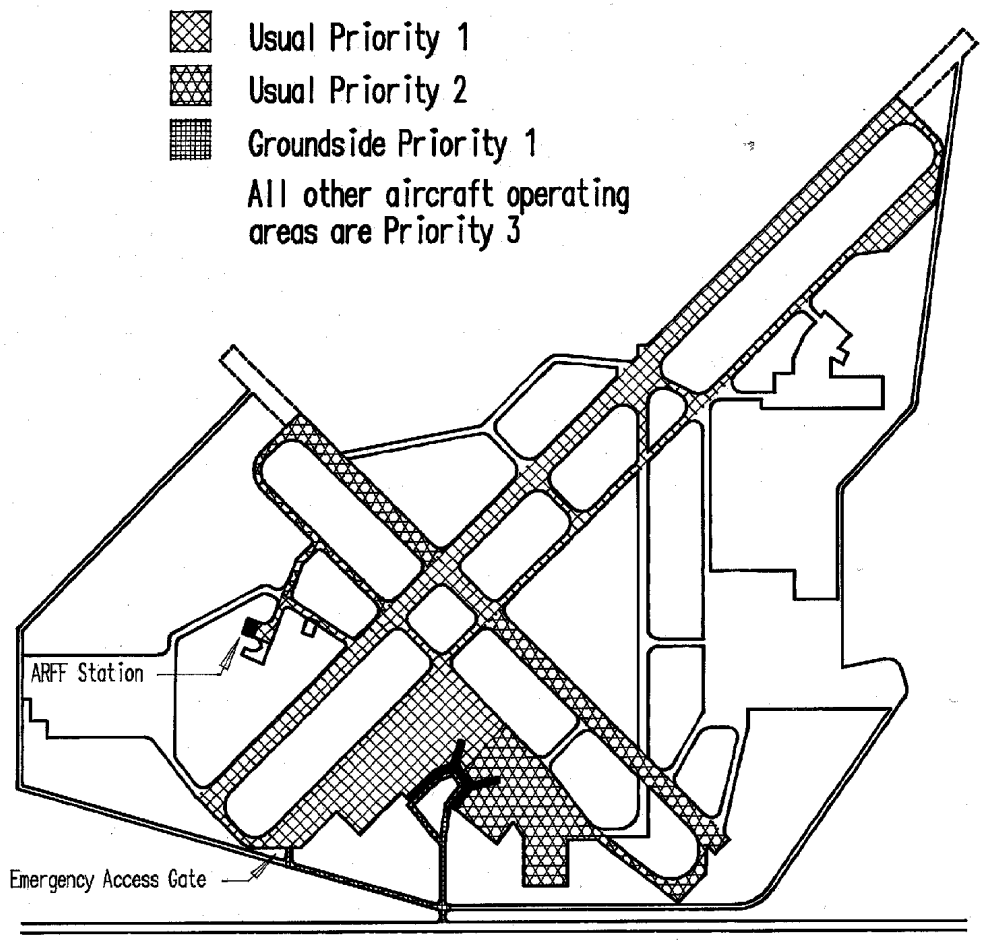 Usual Priority 1
Usual Priority 2
Groundside Priority 1
All other aircraft operating
areas are Priority 3
ARFF Station
Emergency Access Gate